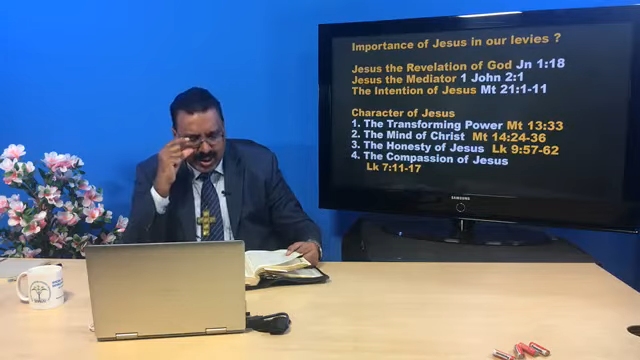 Importance of Jesus in our levies ?
Jesus the Revelation of God Jn 1:18
Jesus the Mediator 1 John 2:1
The Intention of Jesus Mt 21:1-11
Character of Jesus
1. The Transforming Power Mt 13:33
2. The Mind of Christ Mt 14:24-36
3. The Honesty of Jesus Lk 9:57-62
4. The Compassion of Jesus
Lk 7:11-17
SAMSUNG